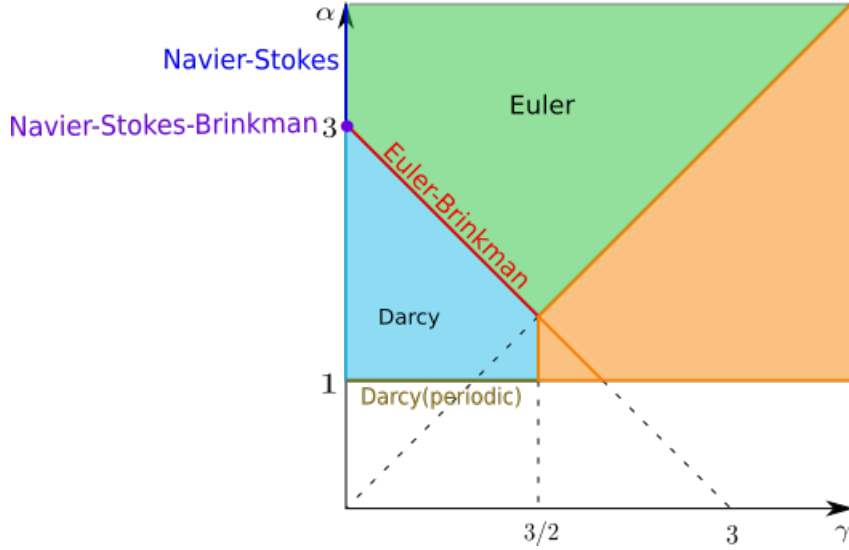 α
Navier-Stokes
Euler
Navier-Stokes-Brinkman
3
Euler-Brinkman
Darcy
1
Darcy(periodic)
3/2
3
γ